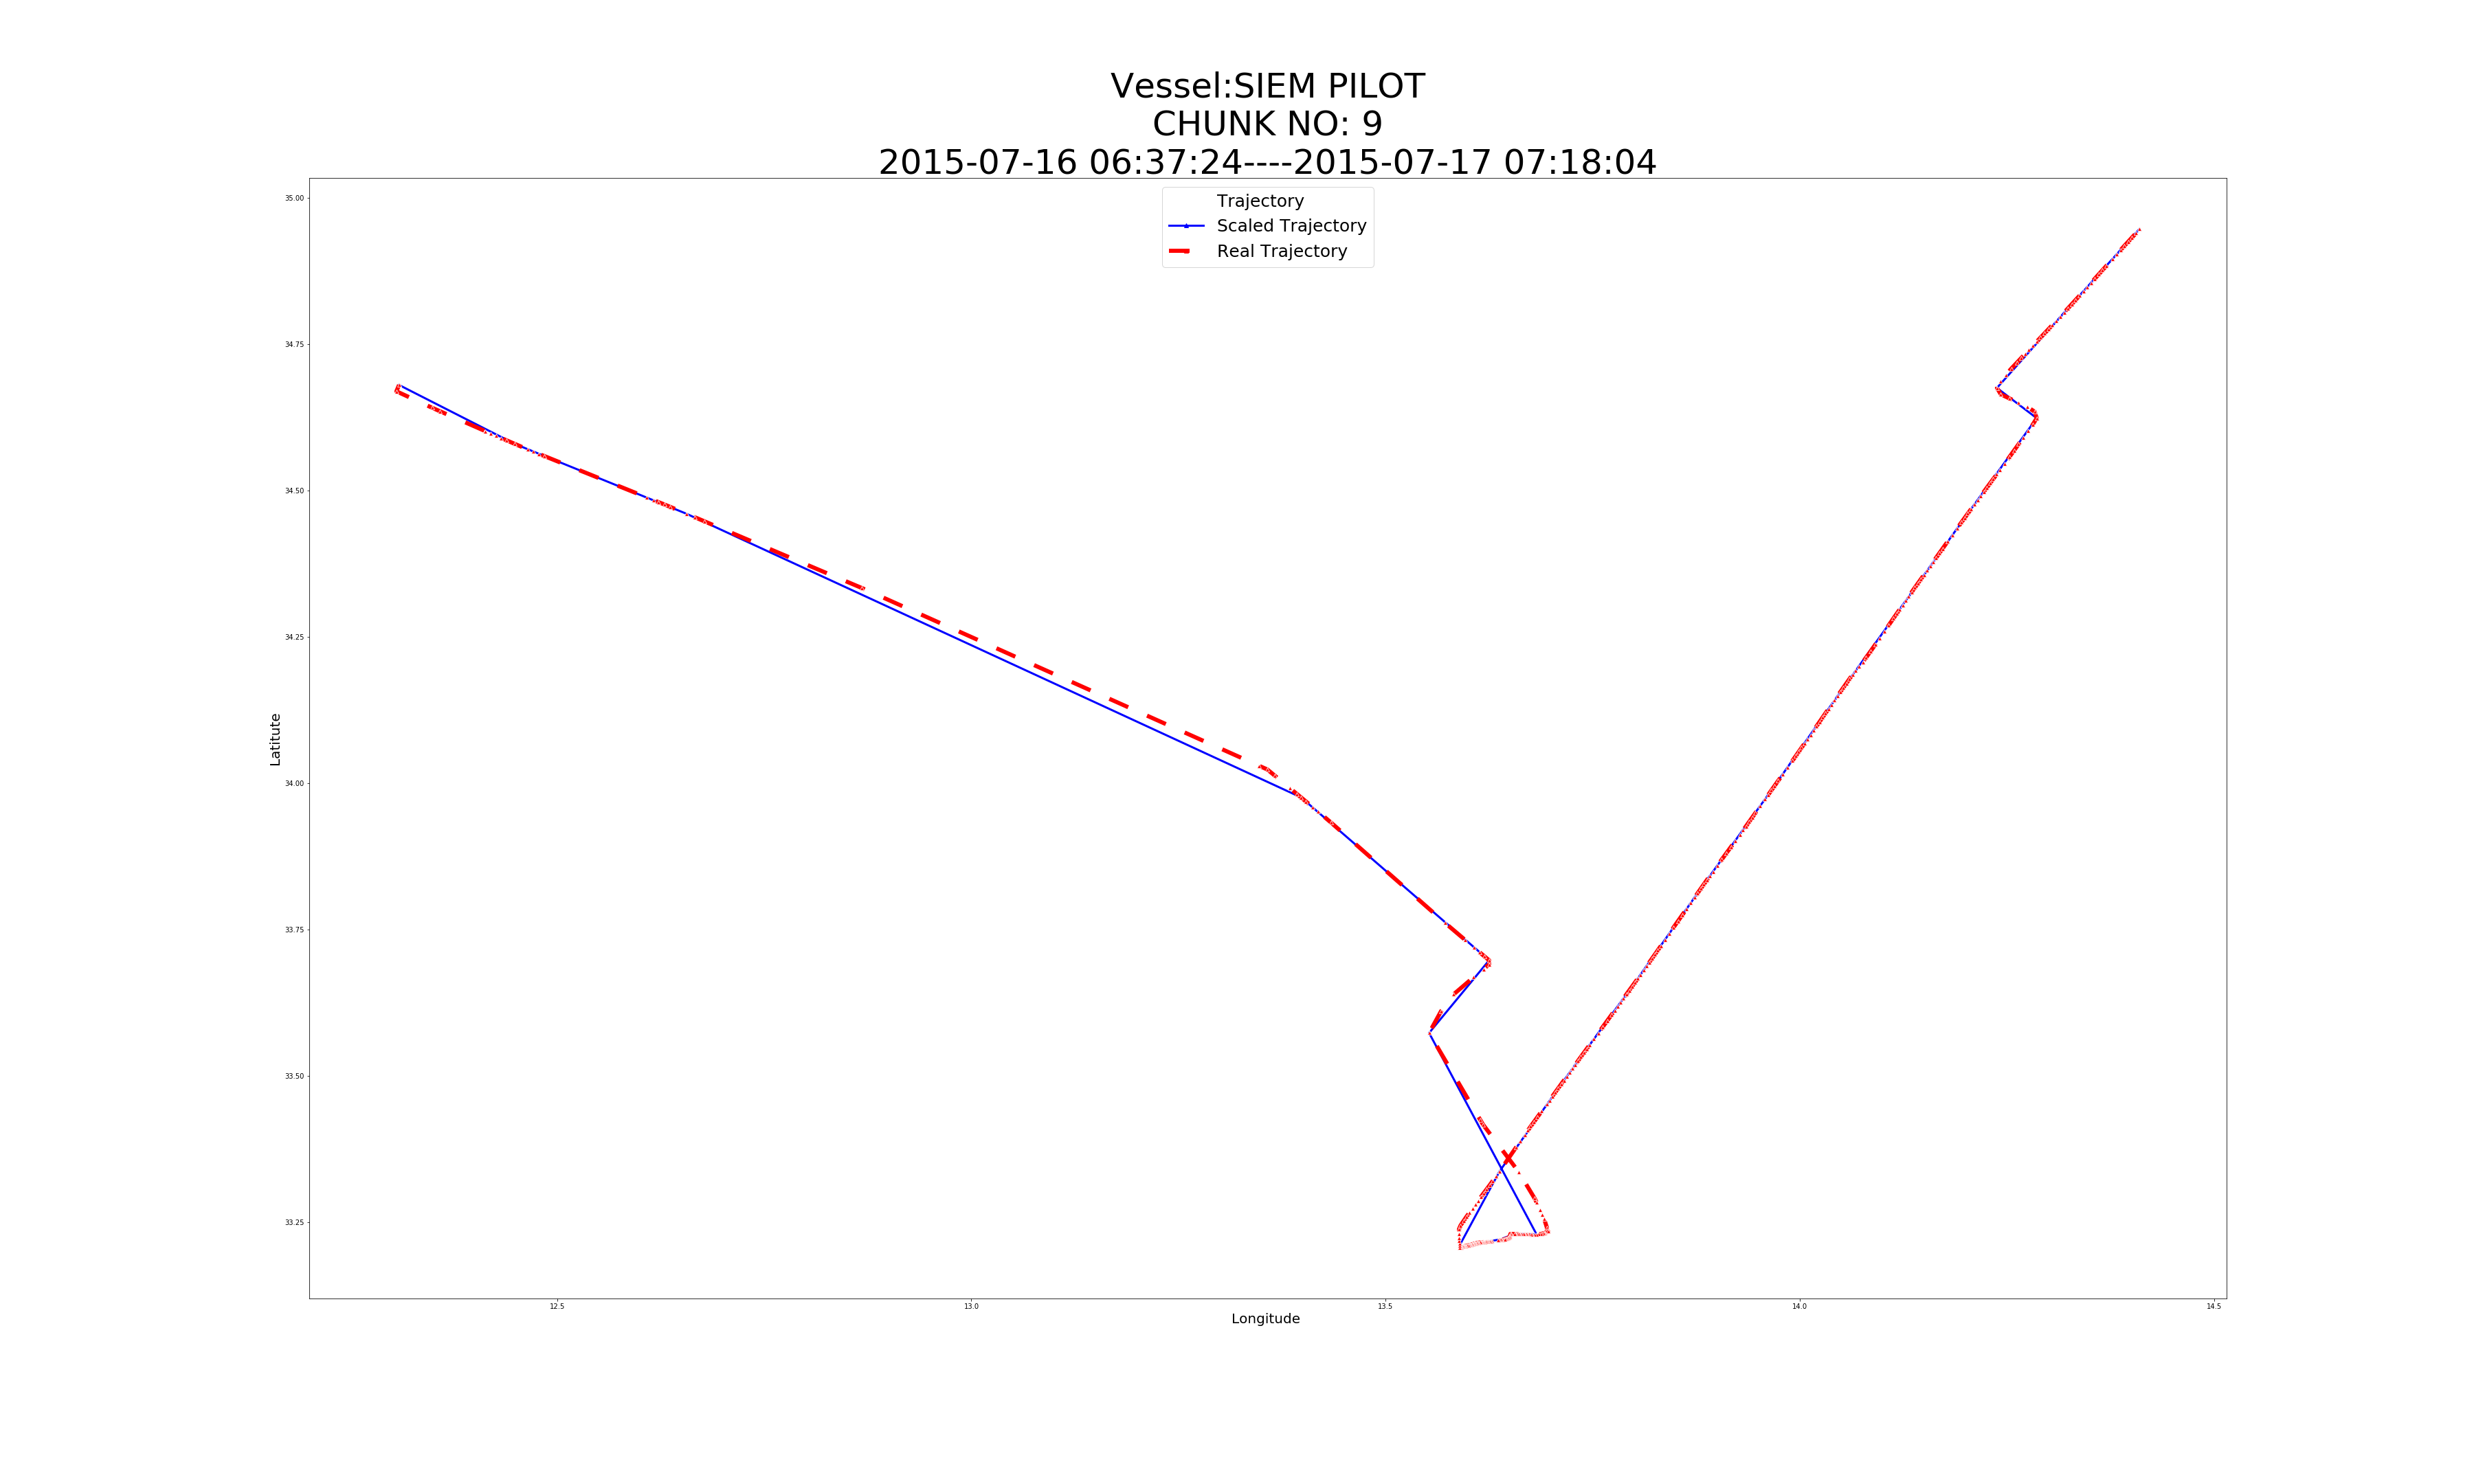 Vessel:SIEM PILOT
CHUNK NO: 9
2015-07-16 06:37:24----2015-07-17 07:18:04
Trajectory
Scaled Trajectory
Real Trajectory
35.00
34.75
34.50
34.25
34.00
33.75
33.50
33.25
Latitute
12.5
13.0
13.5
14.0
14.5
Longitude